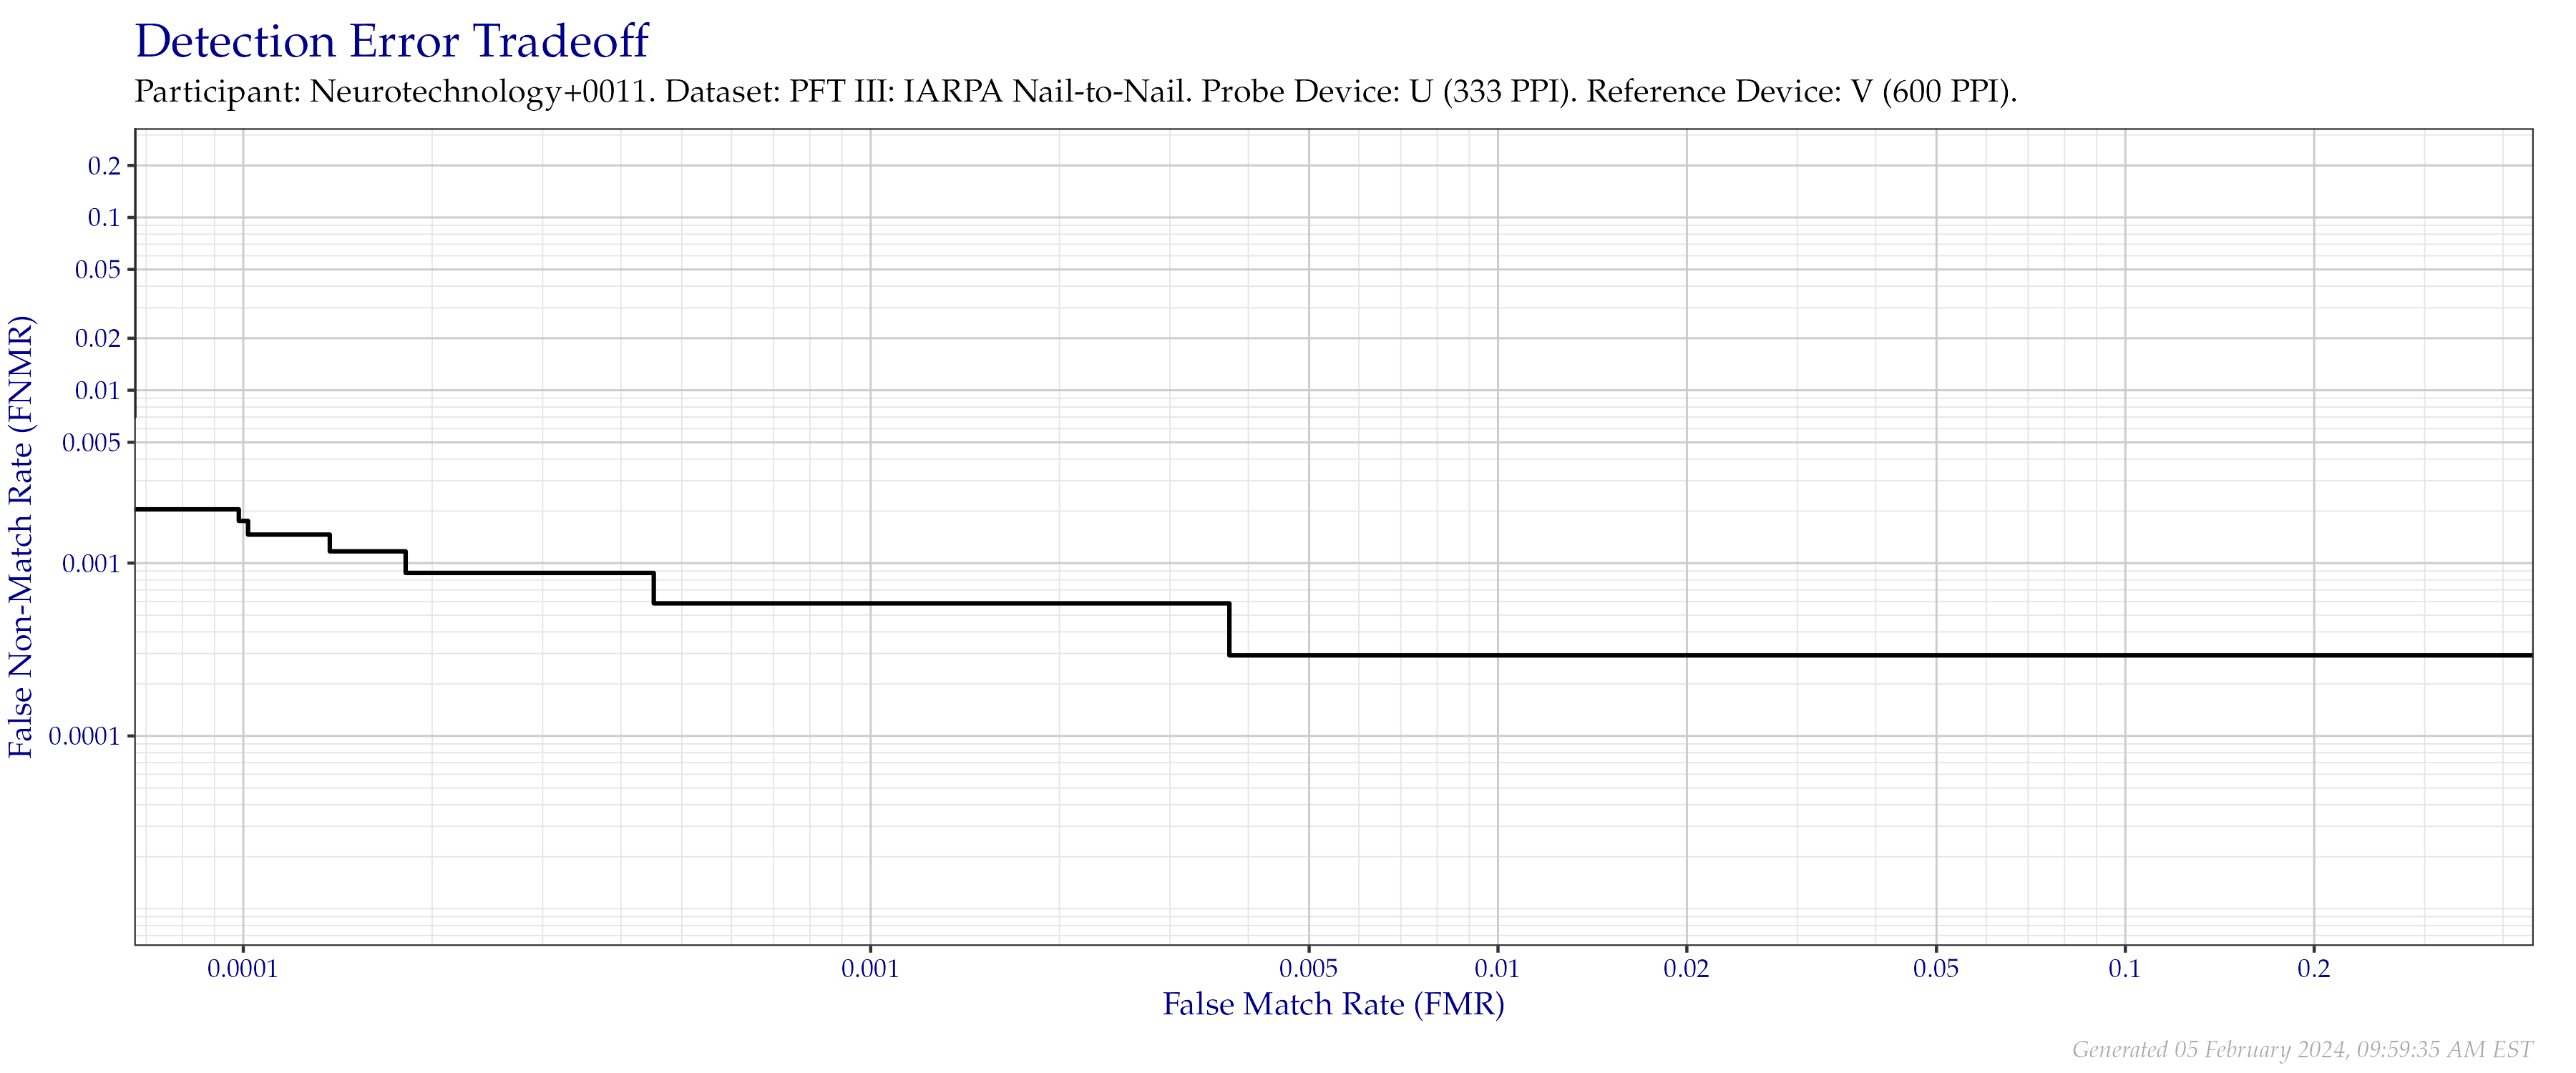 Detection Error Tradeoff
Participant: Neurotechnology+0011. Dataset: PFT III: IARPA Nail-to-Nail. Probe Device: U (333 PPI). Reference Device: V (600 PPI).
False Non-Match Rate (FNMR)
0.2
0.1
0.05
0.02
0.01
0.005
0.001
0.0001
0.0001 0.001 0.005 0.01 0.02 0.05 0.1 0.2
False Match Rate (FMR)
Generated 05 February 2024, 09:59:35 AM EST